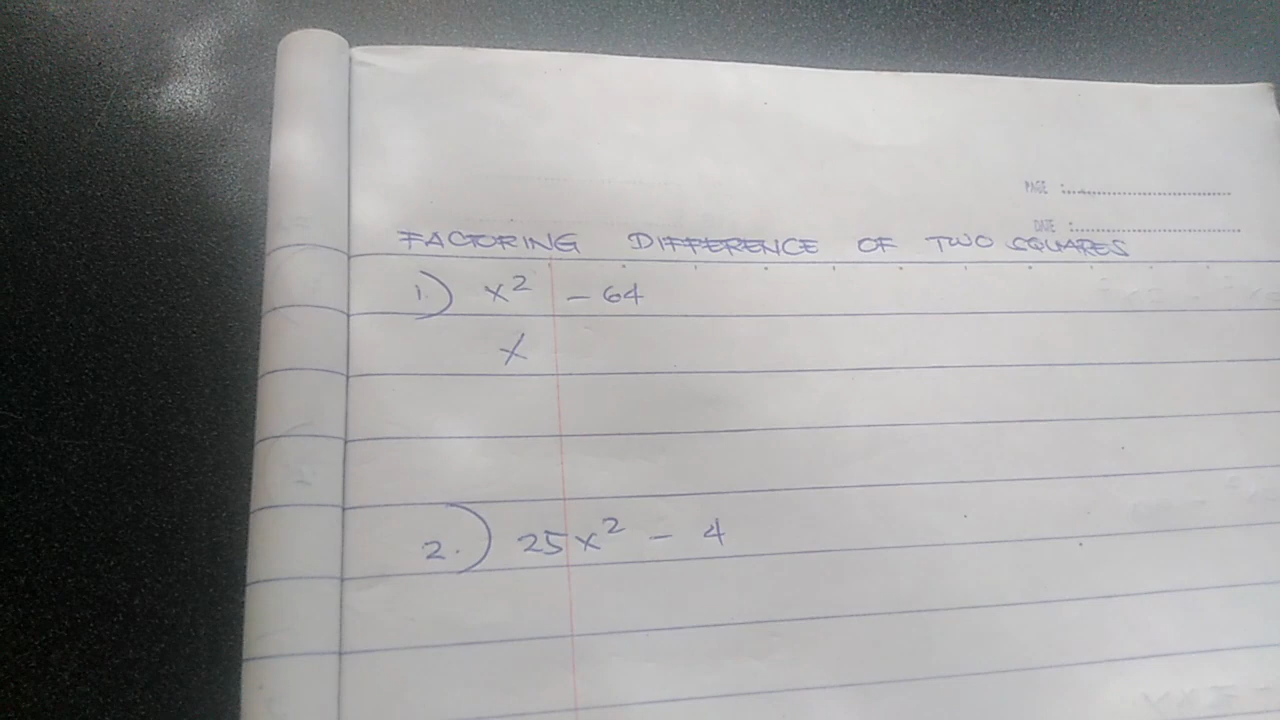 PAGE :
DATE :
FACTORING DIFFERENCE OF TWO SQUARES
1.) x² - 64
x
2.) 25x² - 4